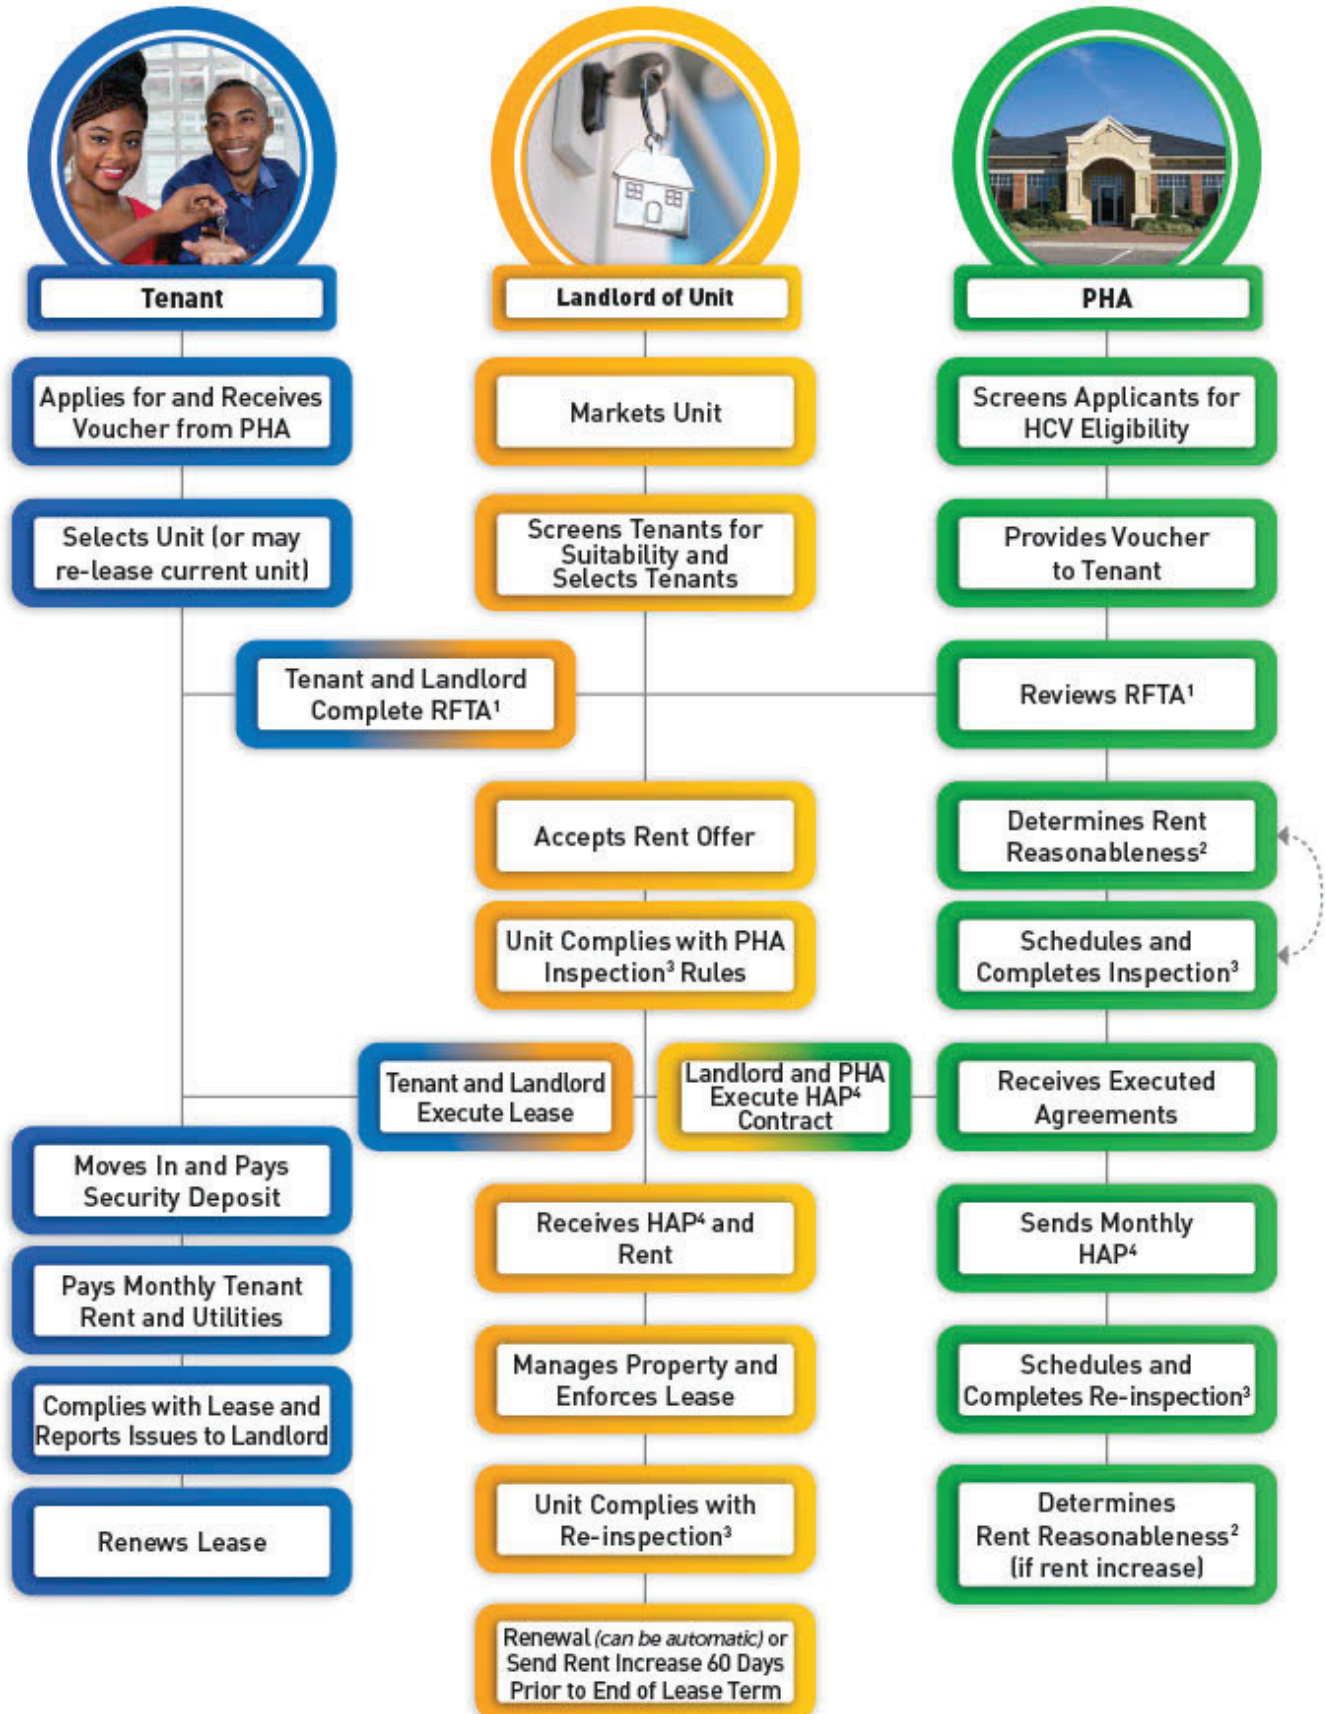 Tenant
Landlord of Unit
PHA
Applies for and Receives
Voucher from PHA
Markets Unit
Screens Applicants for
HCV Eligibility
Selects Unit (or may
re-lease current unit)
Screens Tenants for
Suitability and
Selects Tenants
Provides Voucher
to Tenant
Tenant and Landlord
Complete RFTA¹
Reviews RFTA¹
Accepts Rent Offer
Determines Rent
Reasonableness²
Unit Complies with PHA
Inspection³ Rules
Schedules and
Completes Inspection³
Tenant and Landlord
Execute Lease
Landlord and PHA
Execute HAP⁴
Contract
Receives Executed
Agreements
Moves In and Pays
Security Deposit
Receives HAP⁴ and
Rent
Sends Monthly
HAP⁴
Pays Monthly Tenant
Rent and Utilities
Manages Property and
Enforces Lease
Schedules and
Completes Re-inspection³
Complies with Lease and
Reports Issues to Landlord
Unit Complies with
Re-inspection³
Determines
Rent Reasonableness²
(if rent increase)
Renews Lease
Renewal (can be automatic) or
Send Rent Increase 60 Days
Prior to End of Lease Term